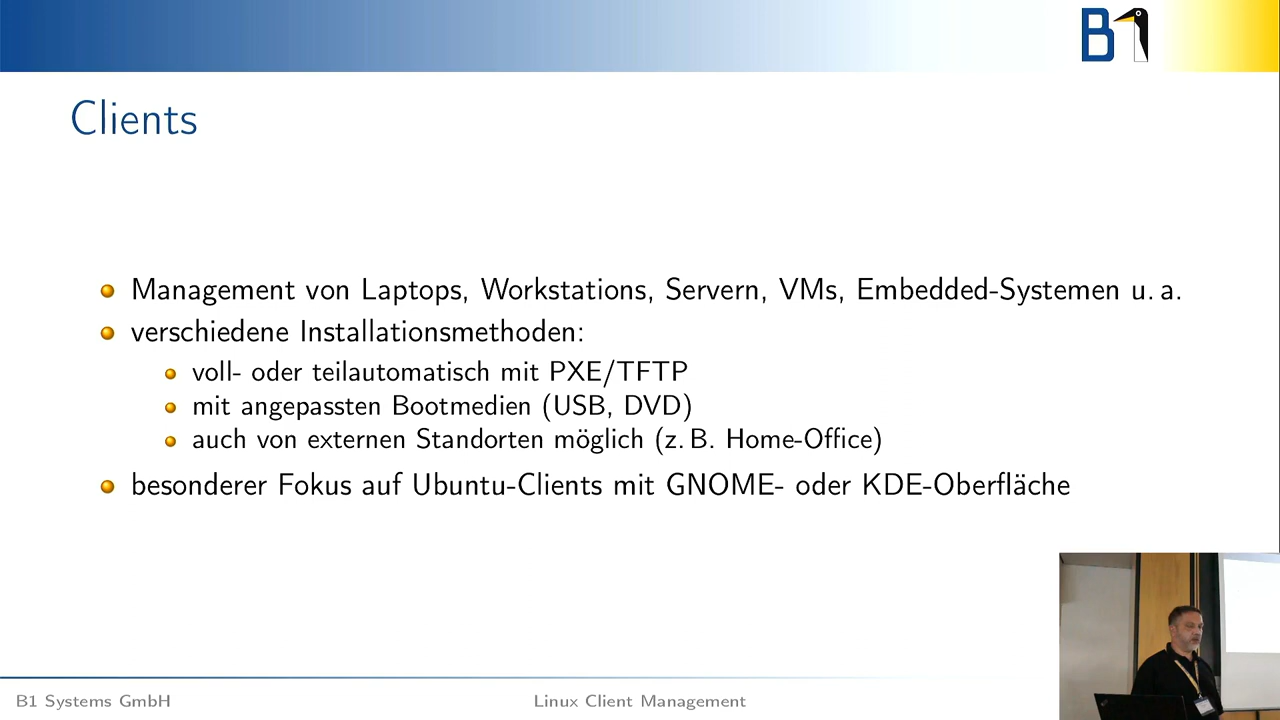 B1
Clients
Management von Laptops, Workstations, Servern, VMs, Embedded-Systemen u. a.
verschiedene Installationsmethoden:
voll- oder teilautomatisch mit PXE/TFTP
mit angepassten Bootmedien (USB, DVD)
auch von externen Standorten möglich (z. B. Home-Office)
besonderer Fokus auf Ubuntu-Clients mit GNOME- oder KDE-Oberfläche
B1 Systems GmbH
Linux Client Management